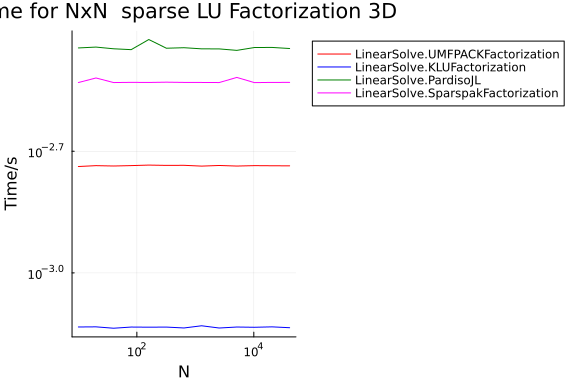 me for NxN sparse LU Factorization 3D
LinearSolve.UMFPACKFactorization
LinearSolve.KLUFactorization
LinearSolve.PardisoJL
LinearSolve.SparspakFactorization
10^-2.7
Time/s
10^-3.0
10^2 10^4
N